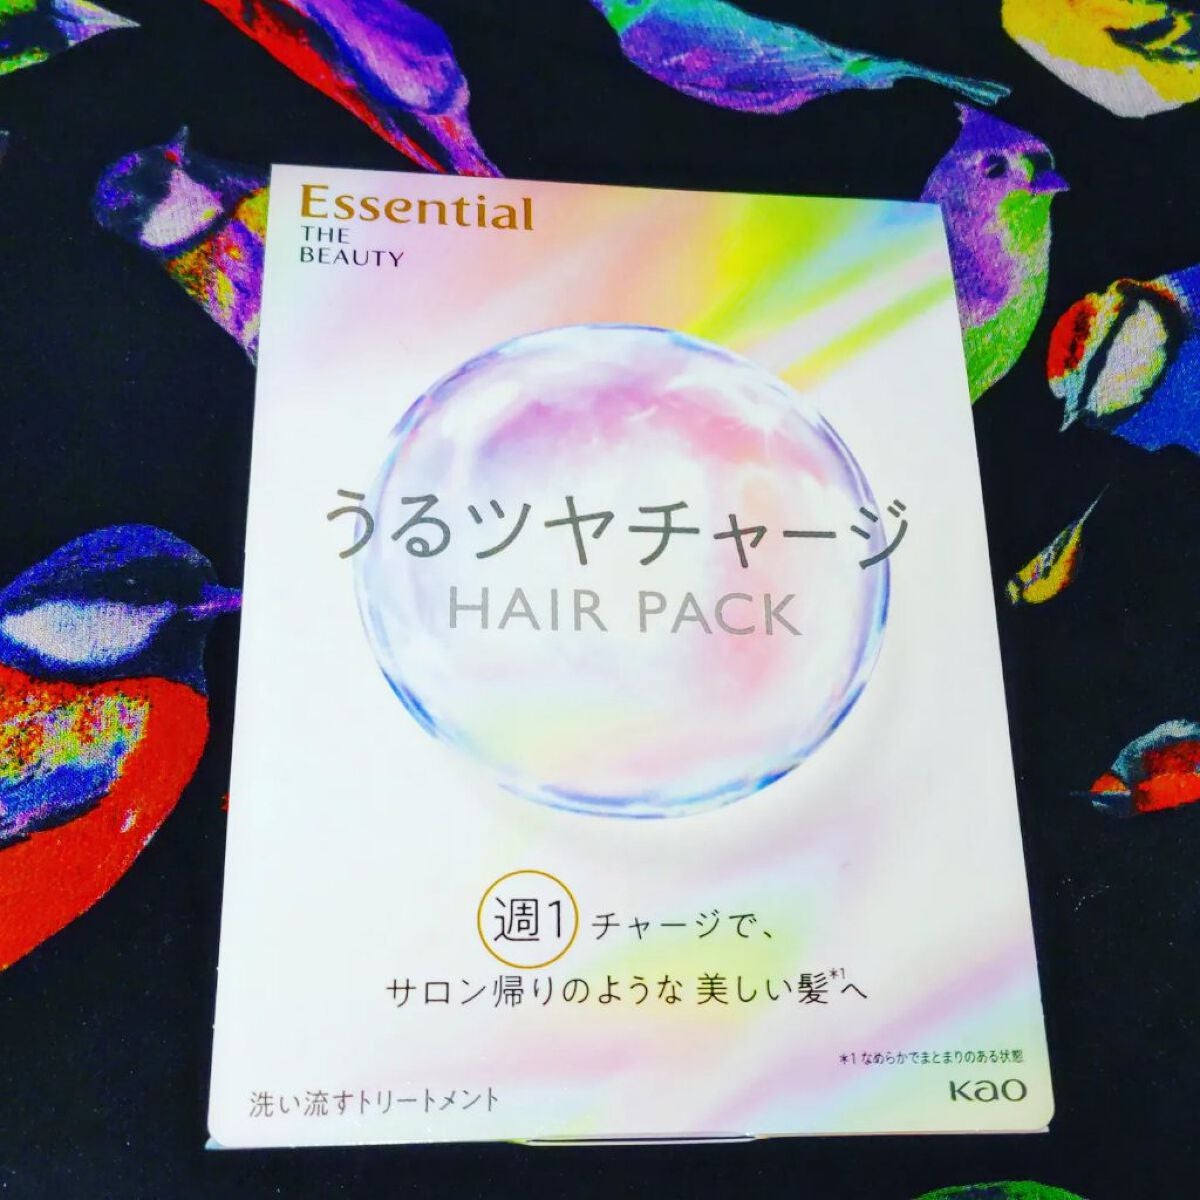 Essential
THE
BEAUTY
うるツヤチャージ
HAIR PACK
週1 チャージで、
サロン帰りのような 美しい髪*1へ
*1 なめらかでまとまりのある状態
洗い流すトリートメント
Kao